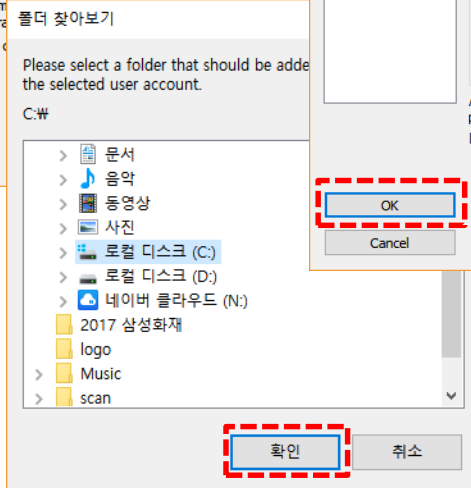 폴더 찾아보기
Please select a folder that should be adde
the selected user account.
C:₩
문서
음악
동영상
사진
로컬 디스크 (C:)
로컬 디스크 (D:)
네이버 클라우드 (N:)
2017 삼성화재
logo
Music
scan
OK
Cancel
확인
취소